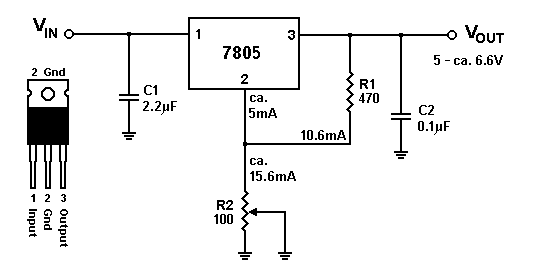 VIN
1
7805
3
VOUT
2
5 - ca. 6.6V
2 Gnd
C1
2.2µF
ca.
5mA
R1
470
C2
0.1µF
10.6mA
ca.
15.6mA
R2
100
1 2 3
Input
Gnd
Output